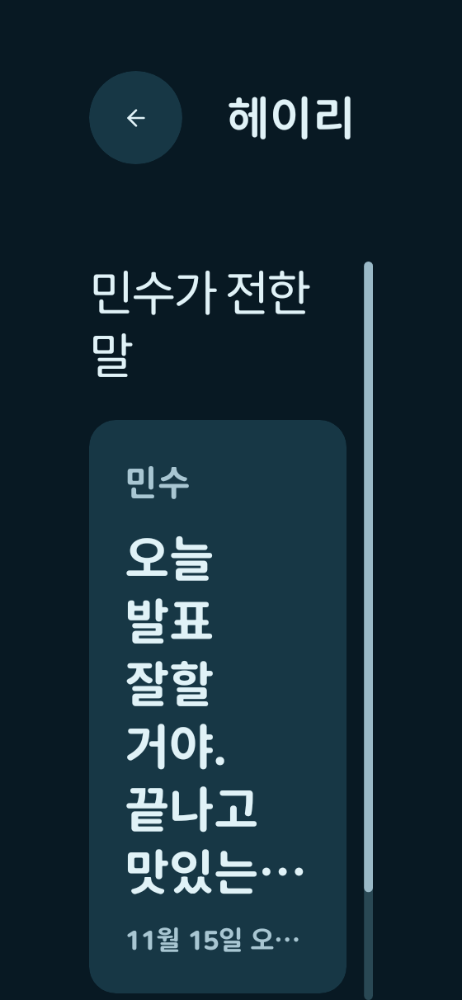 헤이리
민수가 전한
말
민수
오늘
발표
잘할
거야.
끝나고
맛있는…
11월 15일 오…